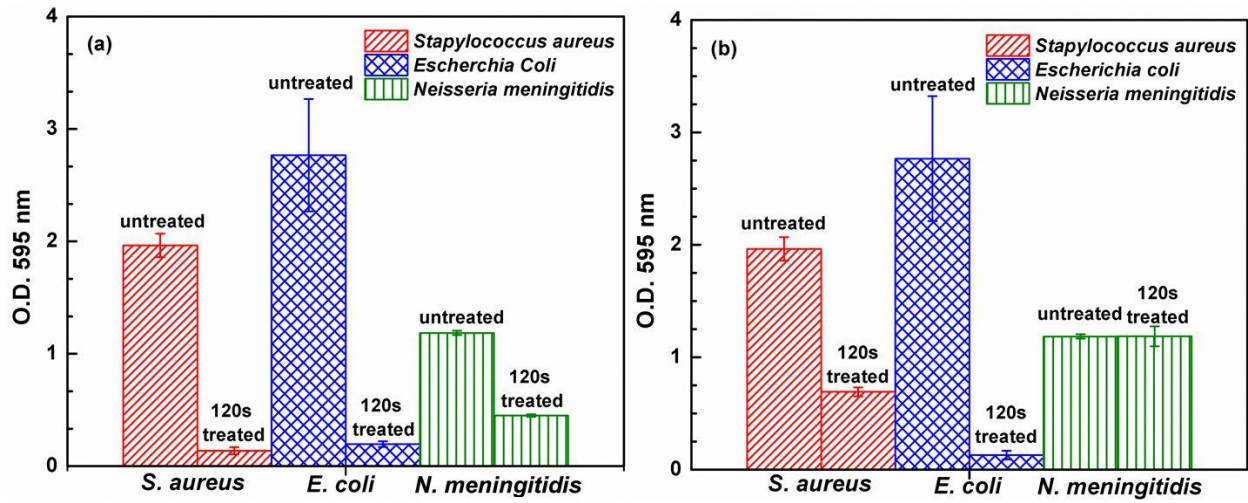 (a)
Stapylococcus aureus
Escherchia Coli
Neisseria meningitidis
4
3
2
1
0
O.D. 595 nm
untreated
120s
treated
untreated
120s
treated
untreated
120s
treated
S. aureus
E. coli
N. meningitidis
(b)
Stapylococcus aureus
Escherichia coli
Neisseria meningitidis
4
3
2
1
0
O.D. 595 nm
untreated
120s
treated
untreated
120s
treated
untreated
120s
treated
S. aureus
E. coli
N. meningitidis